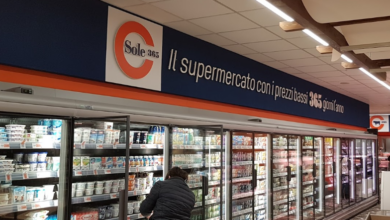 Sole 365
Il supermercato con i prezzi bassi 365 giorni l'anno